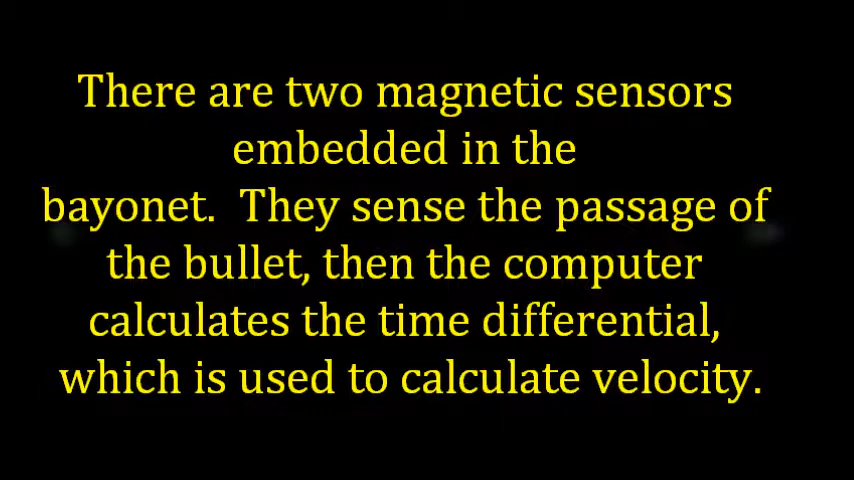 There are two magnetic sensors
embedded in the
bayonet.  They sense the passage of
the bullet, then the computer
calculates the time differential,
which is used to calculate velocity.